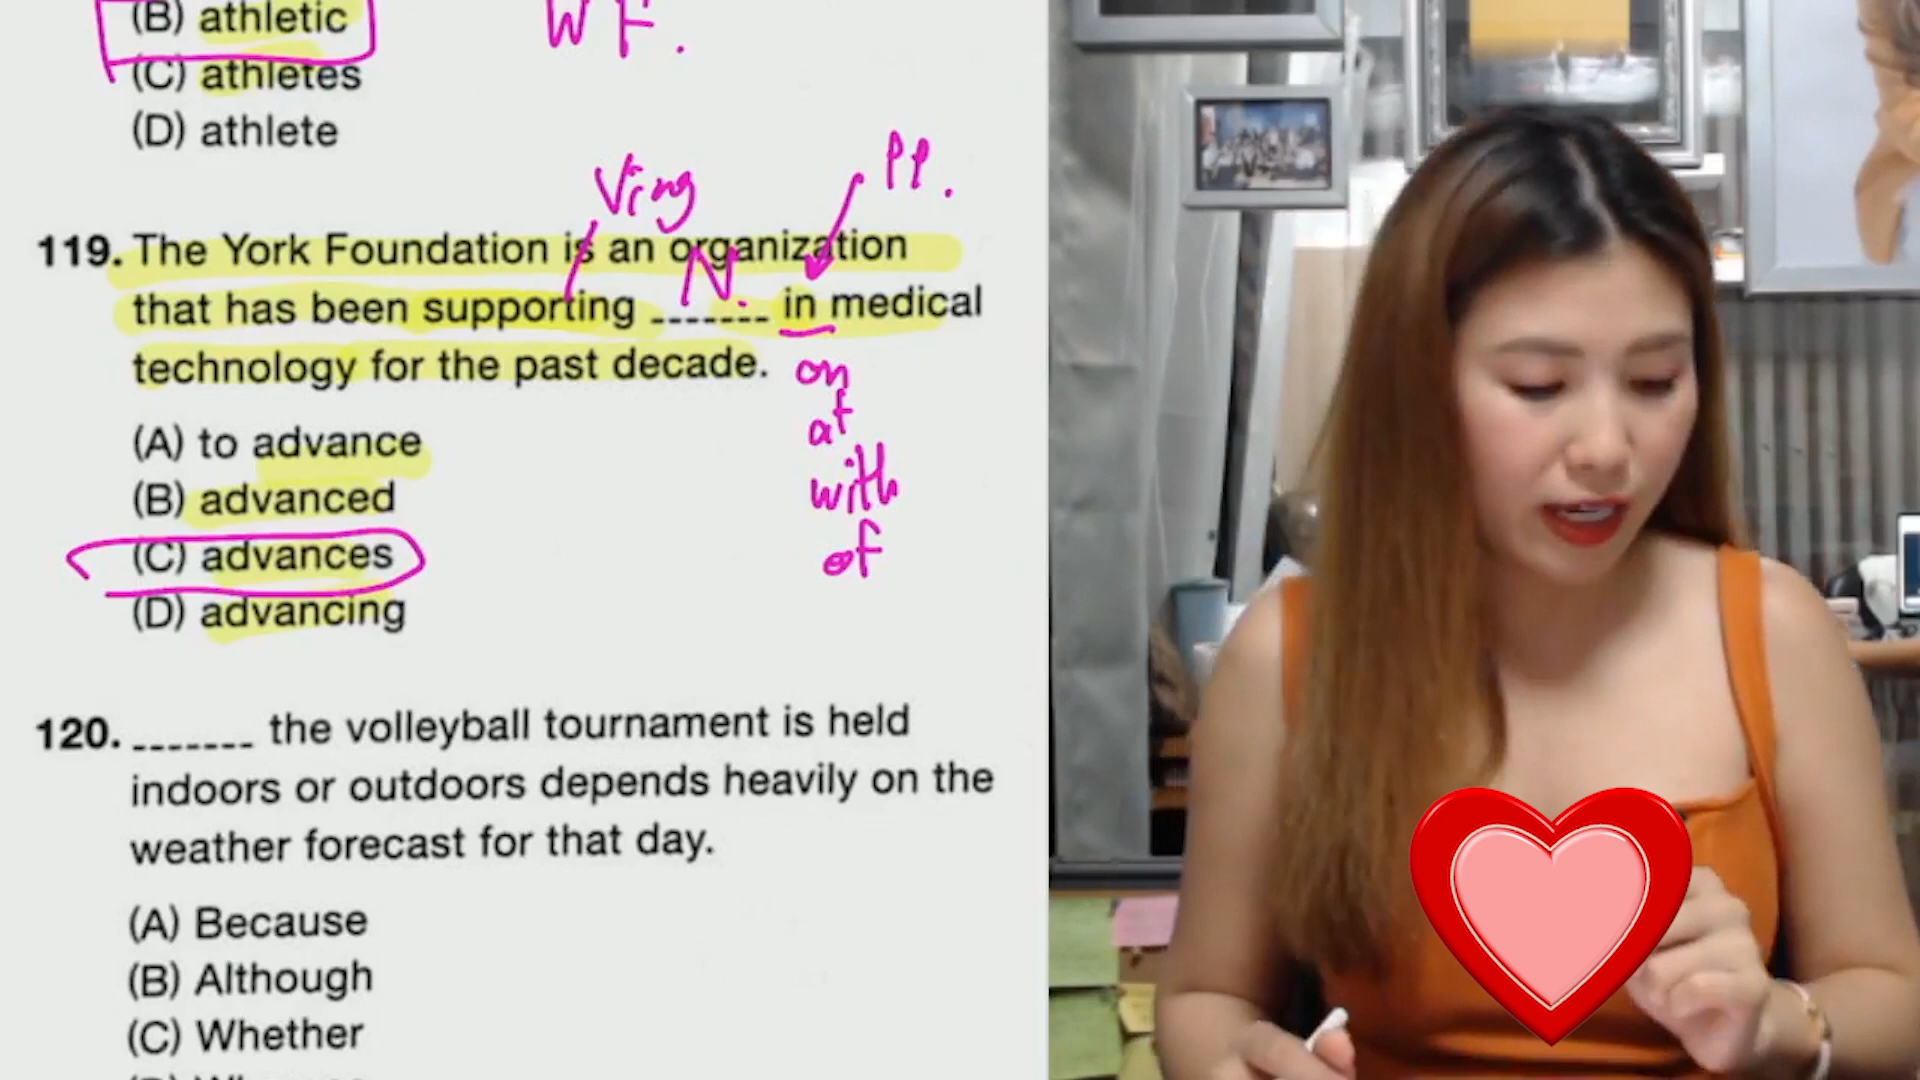 (B) athletic
W F.
(C) athletes
(D) athlete
Ving
PP.
119. The York Foundation is an organization
N.
that has been supporting ------- in medical
technology for the past decade.
on
at
with
of
(A) to advance
(B) advanced
(C) advances
(D) advancing
120. ------- the volleyball tournament is held
indoors or outdoors depends heavily on the
weather forecast for that day.
(A) Because
(B) Although
(C) Whether